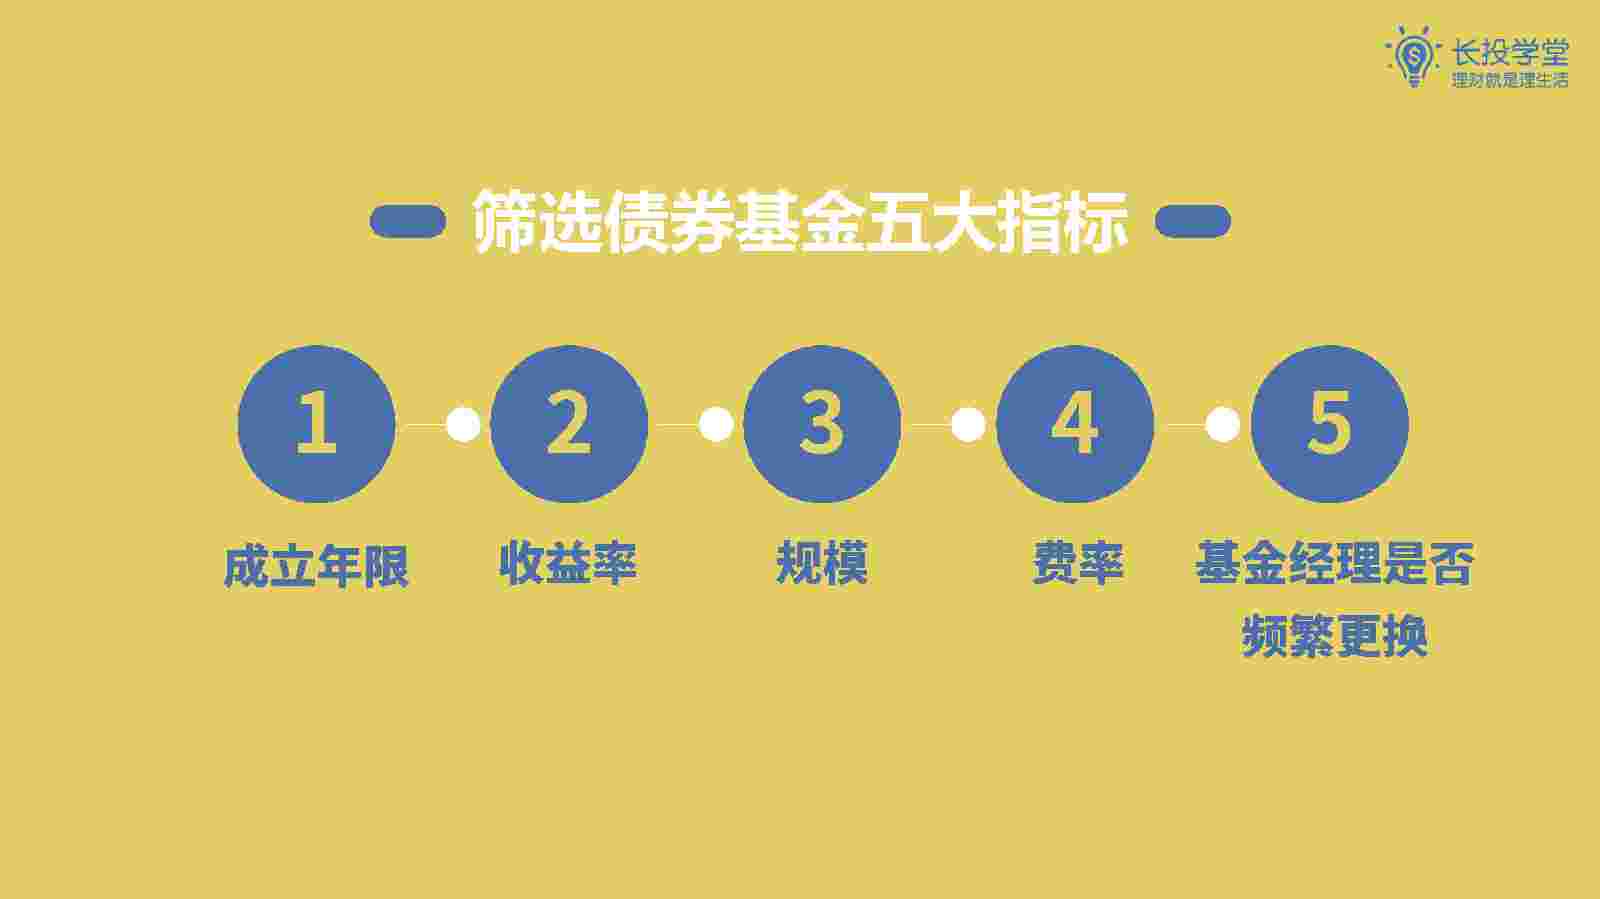 长投学堂
理财就是理生活
筛选债券基金五大指标
1
2
3
4
5
成立年限
收益率
规模
费率
基金经理是否
频繁更换